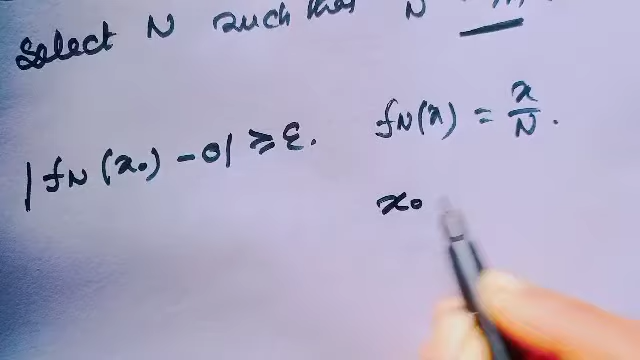 Select N such that N
|fN(x₀) - 0| ≥ ε.
fN(x) = x/N.
x₀